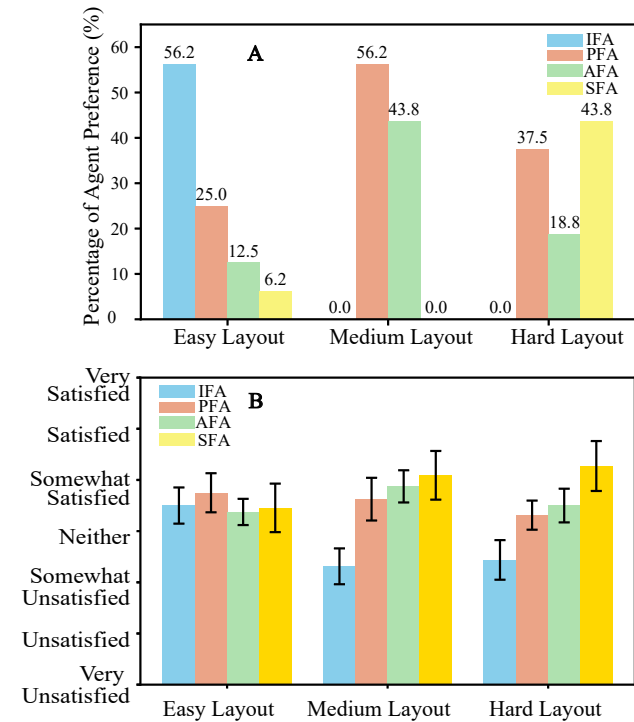 Percentage of Agent Preference (%)
60
50
40
30
20
10
0
A
IFA
PFA
AFA
SFA
56.2
25.0
12.5
6.2
0.0
56.2
43.8
0.0
0.0
37.5
18.8
43.8
Easy Layout
Medium Layout
Hard Layout
Very
Satisfied
Satisfied
Somewhat
Satisfied
Neither
Somewhat
Unsatisfied
Unsatisfied
Very
Unsatisfied
IFA
PFA
AFA
SFA
B
Easy Layout
Medium Layout
Hard Layout